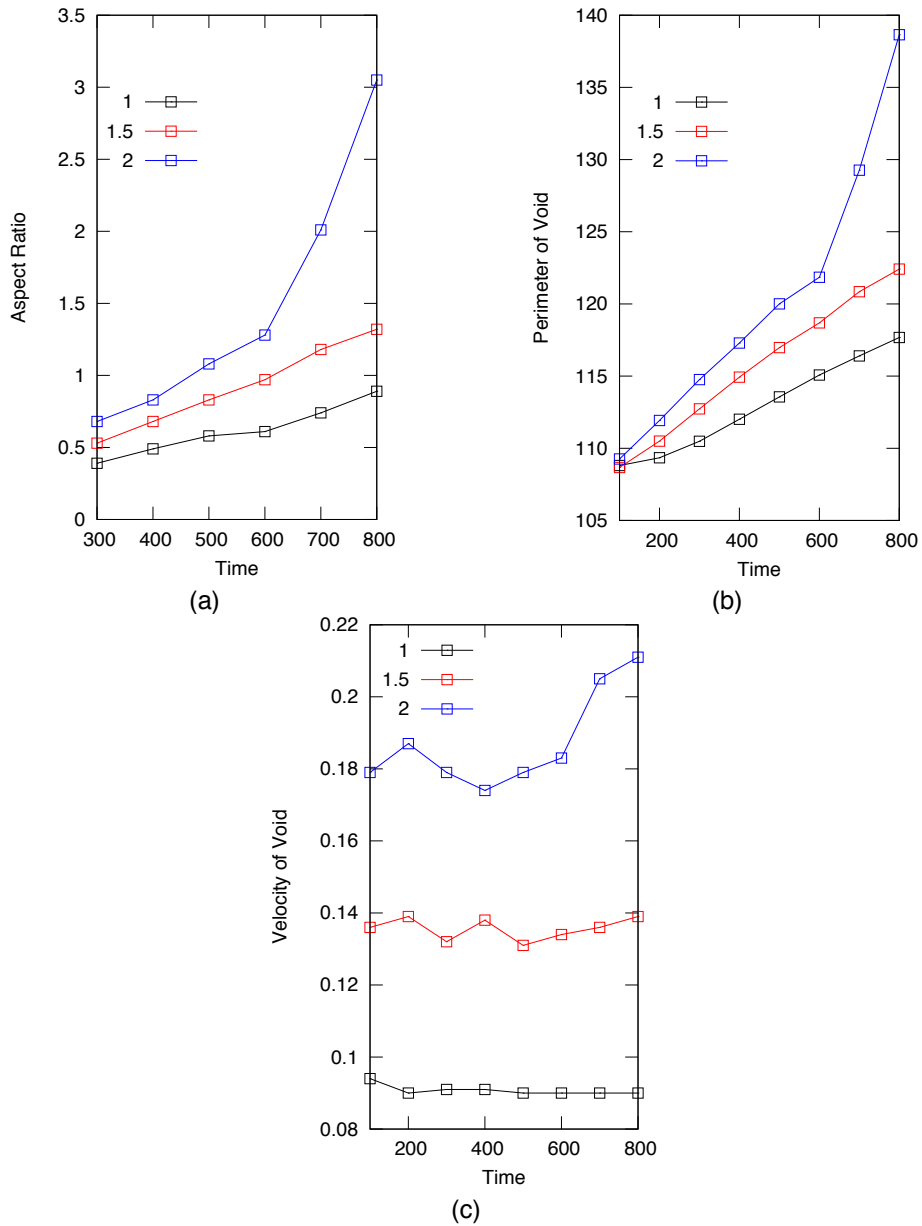 3.5
3
2.5
2
1.5
1
0.5
0
300 400 500 600 700 800
Aspect Ratio
Time
1
1.5
2
(a)
140
135
130
125
120
115
110
105
200 400 600 800
Perimeter of Void
Time
1
1.5
2
(b)
0.22
0.2
0.18
0.16
0.14
0.12
0.1
0.08
200 400 600 800
Velocity of Void
Time
1
1.5
2
(c)